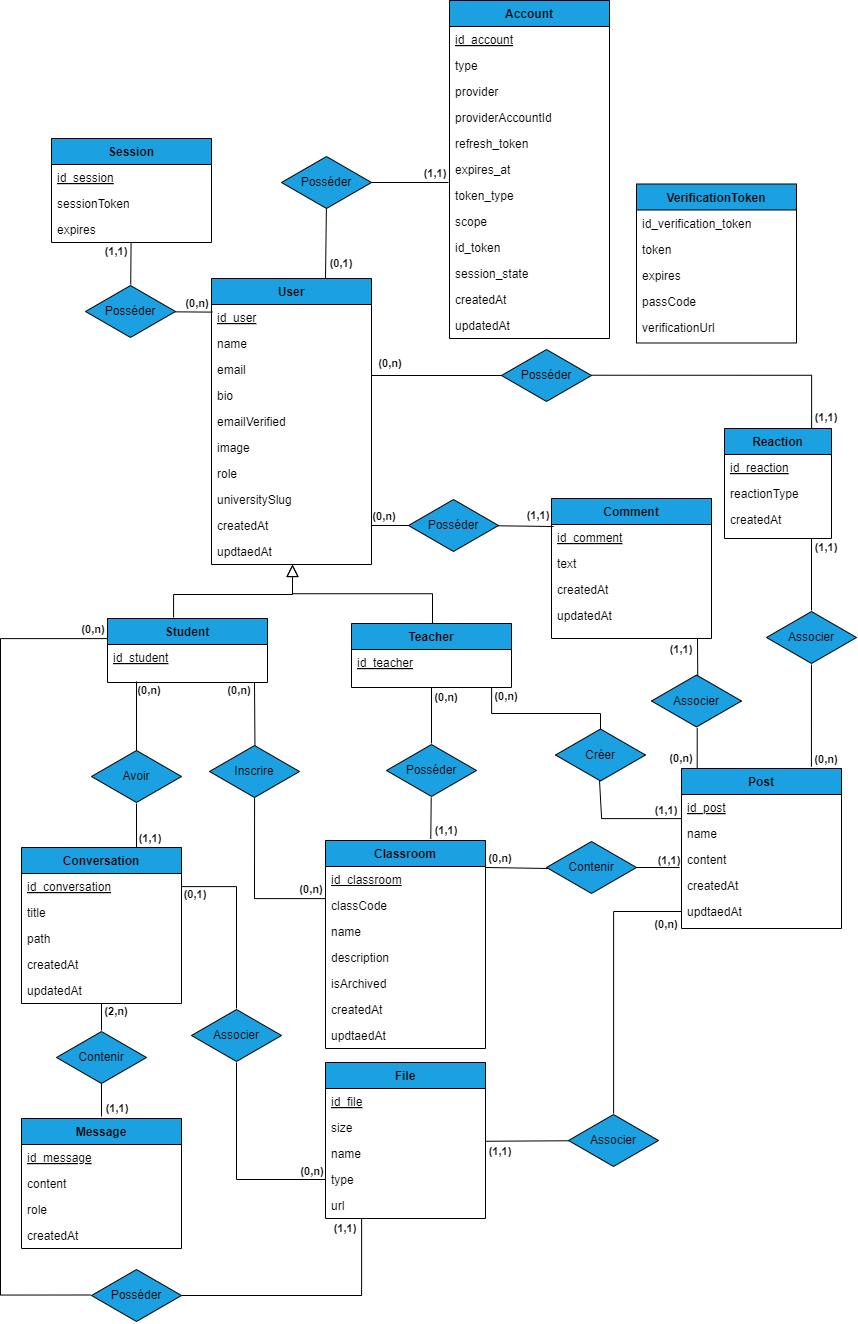 Account
id_account
type
provider
providerAccountId
refresh_token
expires_at
token_type
scope
id_token
session_state
createdAt
updatedAt
Session
id_session
sessionToken
expires
(1,1)
Posséder
(0,n)
Posséder
(1,1)
(0,1)
VerificationToken
id_verification_token
token
expires
passCode
verificationUrl
User
id_user
name
email
bio
emailVerified
image
role
universitySlug
createdAt
updtaedAt
(0,n)
Posséder
(1,1)
Reaction
id_reaction
reactionType
createdAt
(1,1)
Associer
(0,n)
(0,n)
Posséder
(1,1)
Comment
id_comment
text
createdAt
updatedAt
(1,1)
Associer
(0,n)
(0,n)
Student
id_student
(0,n)
(0,n)
Teacher
id_teacher
(0,n)
(0,n)
Avoir
Inscrire
Posséder
Créer
(1,1)
(0,n)
(1,1)
(1,1)
Post
id_post
name
content
createdAt
updtaedAt
(0,n)
Conversation
id_conversation
title
path
createdAt
updatedAt
(0,1)
(2,n)
Classroom
id_classroom
classCode
name
description
isArchived
createdAt
updtaedAt
(0,n)
Contenir
(1,1)
Associer
Contenir
(1,1)
(0,n)
Message
id_message
content
role
createdAt
File
id_file
size
name
type
url
(1,1)
Associer
(1,1)
Posséder